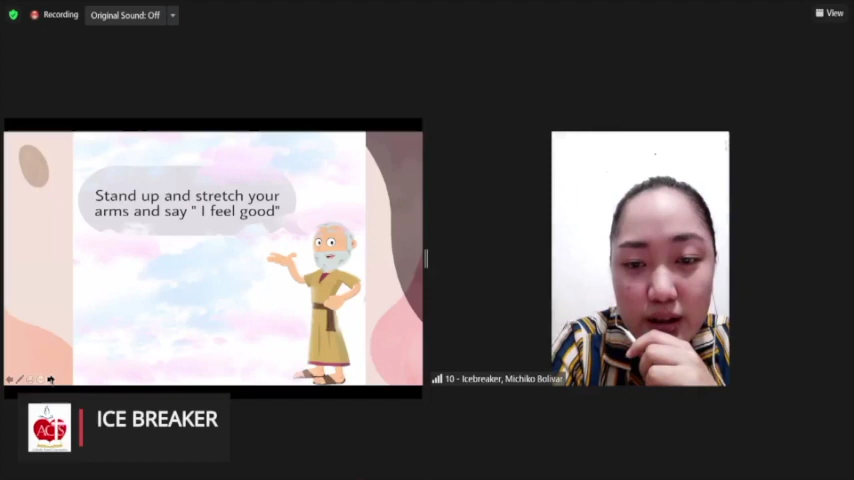 Recording
Original Sound: Off
View
Stand up and stretch your
arms and say " I feel good"
10 - Icebreaker, Michiko Bolivar
ICE BREAKER